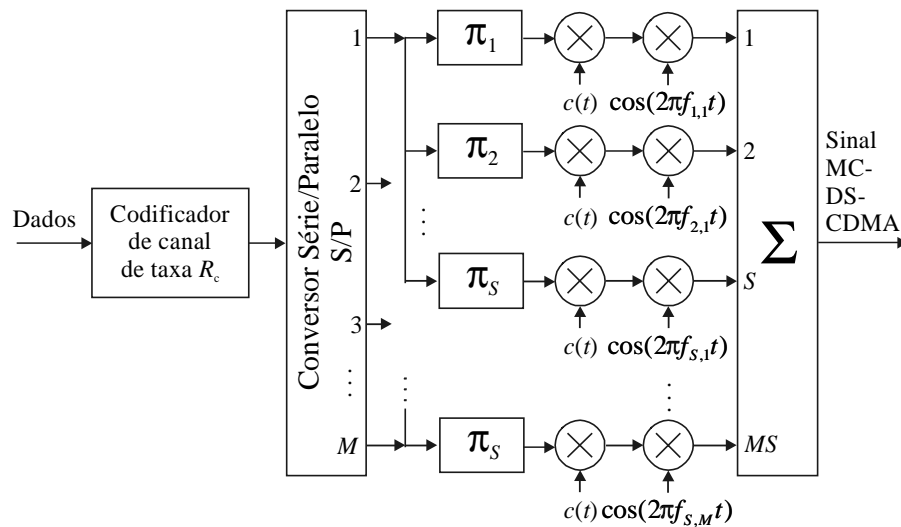 Dados
Codificador
de canal
de taxa R_c
Conversor Série/Paralelo
S/P
1
2
3
. . . .
M
π_1
c(t) cos(2πf_{1,1}t)
π_2
c(t) cos(2πf_{2,1}t)
. . .
π_S
c(t) cos(2πf_{S,1}t)
. . .
π_S
c(t) cos(2πf_{S,M}t)
1
2
S
MS
Σ
Sinal
MC-
DS-
CDMA